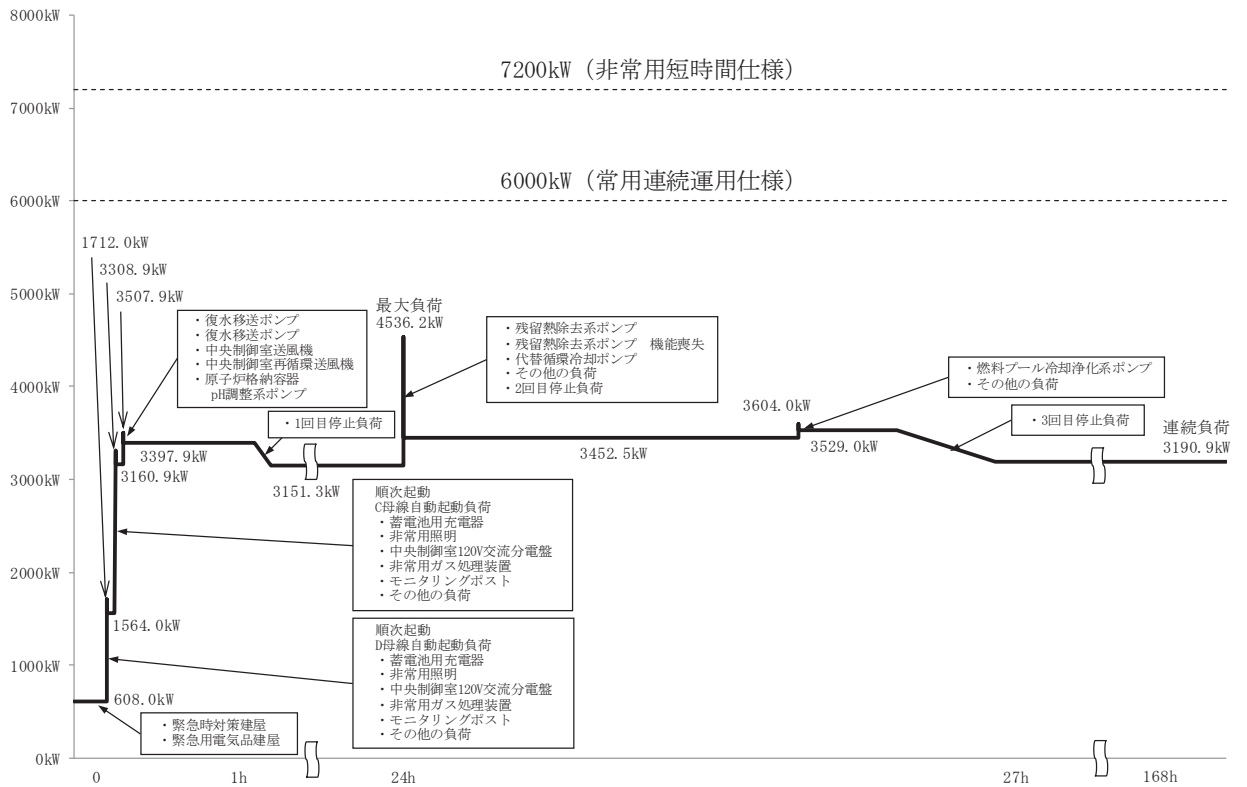 8000kW
7200kW（非常用短時間仕様）
7000kW
6000kW（常用連続運用仕様）
6000kW
1712.0kW
3308.9kW
3507.9kW
5000kW
・復水移送ポンプ
・復水移送ポンプ
・中央制御室送風機
・中央制御室再循環送風機
・原子炉格納容器
pH調整系ポンプ
最大負荷
4536.2kW
・残留熱除去系ポンプ
・残留熱除去系ポンプ　機能喪失
・代替循環冷却ポンプ
・その他の負荷
・2回目停止負荷
・燃料プール冷却浄化系ポンプ
・その他の負荷
4000kW
・1回目停止負荷
3604.0kW
・3回目停止負荷
連続負荷
3190.9kW
3397.9kW
3452.5kW
3529.0kW
3160.9kW
3000kW
3151.3kW
順次起動
C母線自動起動負荷
・蓄電池用充電器
・非常用照明
・中央制御室120V交流分電盤
・非常用ガス処理装置
・モニタリングポスト
・その他の負荷
2000kW
1564.0kW
順次起動
D母線自動起動負荷
・蓄電池用充電器
・非常用照明
・中央制御室120V交流分電盤
・非常用ガス処理装置
・モニタリングポスト
・その他の負荷
1000kW
608.0kW
・緊急時対策建屋
・緊急用電気品建屋
0kW
0
1h
24h
27h
168h